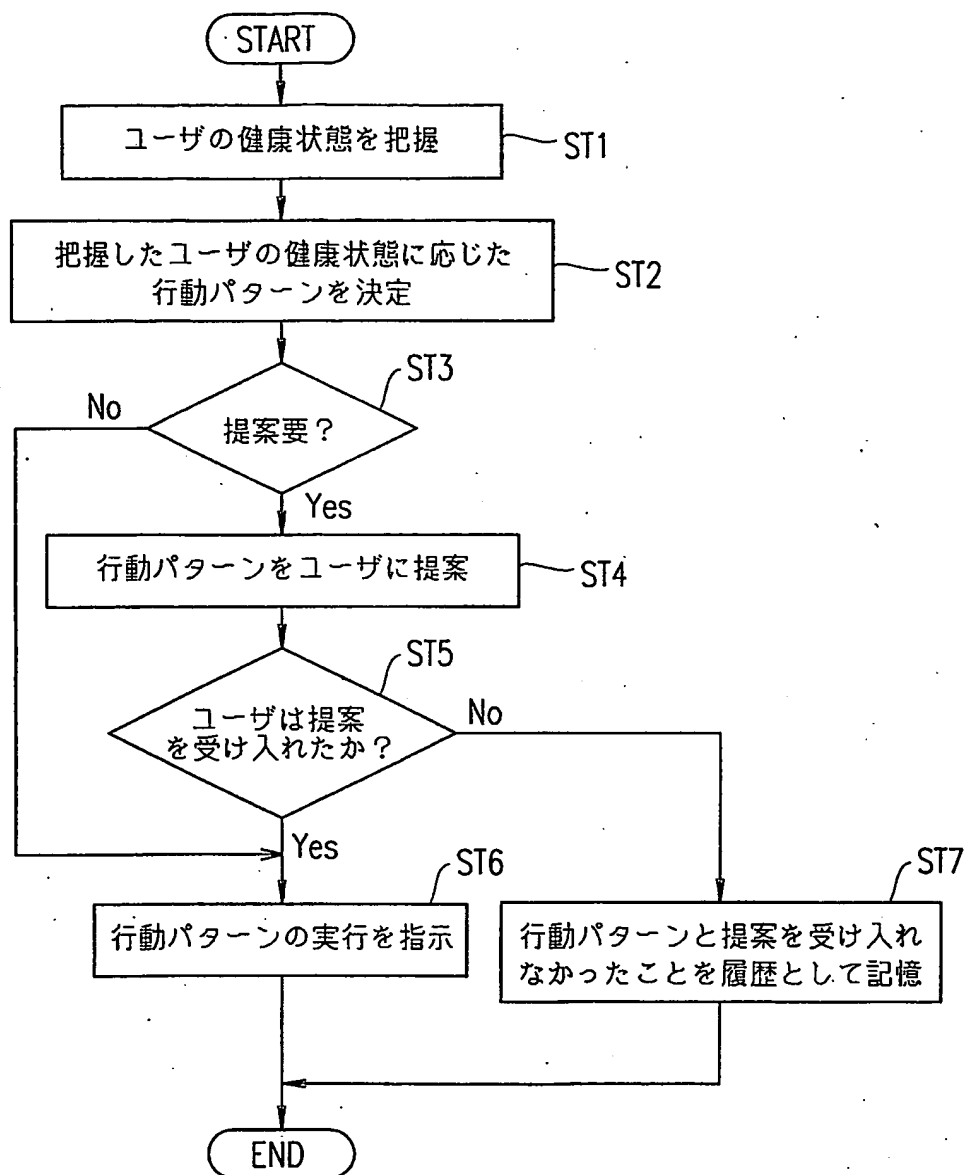 START
ユーザの健康状態を把握
ST1
把握したユーザの健康状態に応じた
行動パターンを決定
ST2
ST3
No
提案要?
Yes
行動パターンをユーザに提案
ST4
ST5
ユーザは提案
を受け入れたか?
No
Yes
ST6
行動パターンの実行を指示
ST7
行動パターンと提案を受け入れ
なかったことを履歴として記憶
END